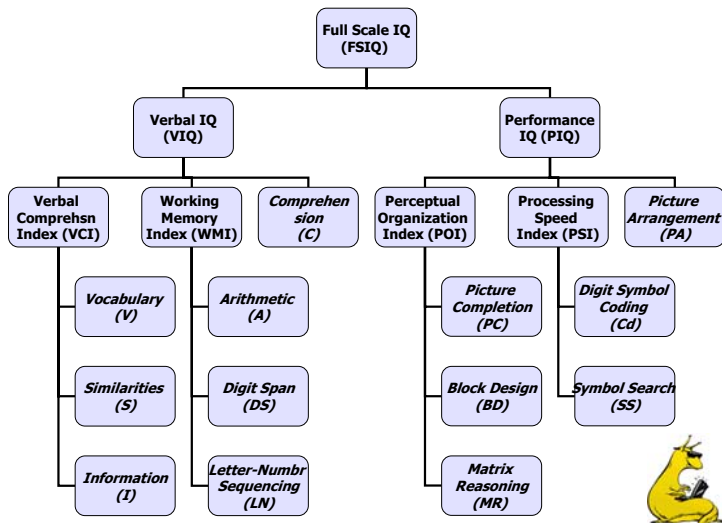 Full Scale IQ
(FSIQ)
Verbal IQ
(VIQ)
Performance
IQ (PIQ)
Verbal
Comprehsn
Index (VCI)
Working
Memory
Index (WMI)
Comprehen
sion
(C)
Perceptual
Organization
Index (POI)
Processing
Speed
Index (PSI)
Picture
Arrangement
(PA)
Vocabulary
(V)
Arithmetic
(A)
Picture
Completion
(PC)
Digit Symbol
Coding
(Cd)
Similarities
(S)
Digit Span
(DS)
Block Design
(BD)
Symbol Search
(SS)
Information
(I)
Letter-Numbr
Sequencing
(LN)
Matrix
Reasoning
(MR)